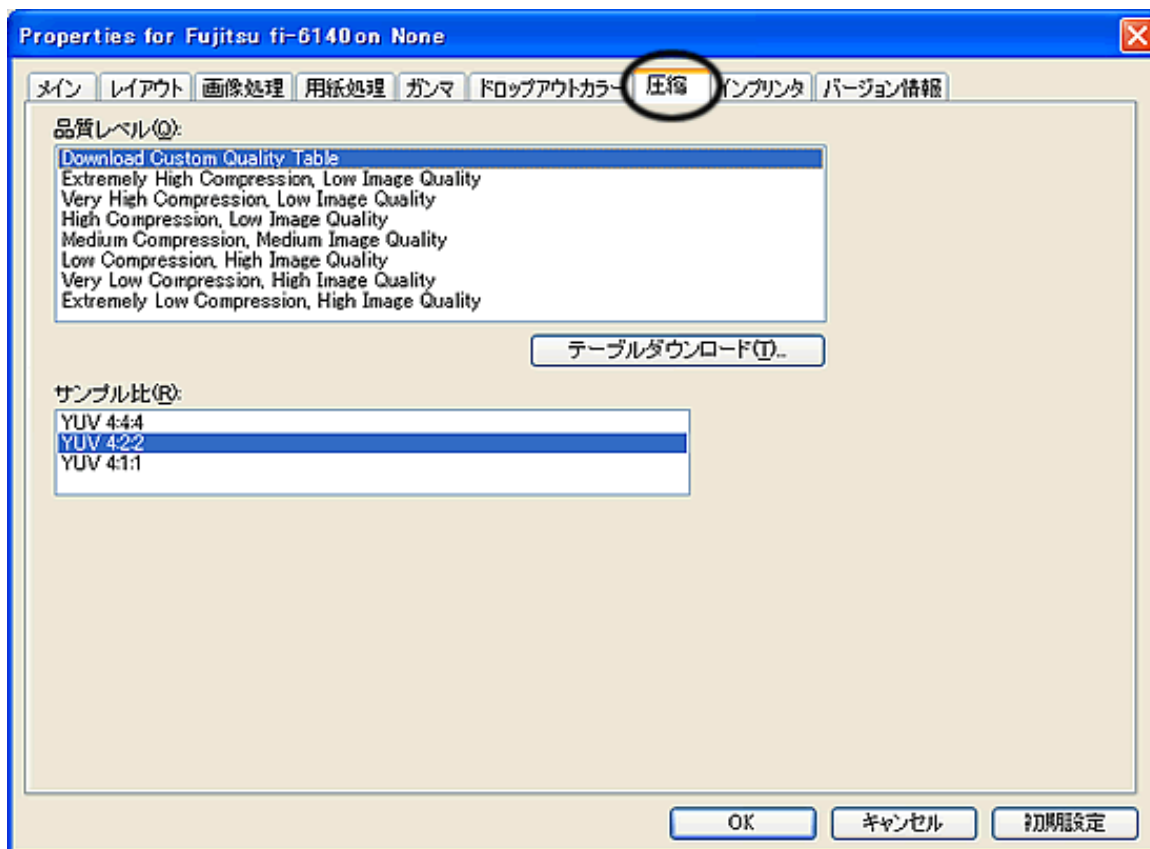 Properties for Fujitsu fi-6140 on None
メイン レイアウト 画像処理 用紙処理 ガンマ ドロップアウトカラー 圧縮 インプリンタ バージョン情報
品質レベル(Q):
Download Custom Quality Table
Extremely High Compression, Low Image Quality
Very High Compression, Low Image Quality
High Compression, Low Image Quality
Medium Compression, Medium Image Quality
Low Compression, High Image Quality
Very Low Compression, High Image Quality
Extremely Low Compression, High Image Quality
テーブルダウンロード(T)...
サンプル比(R):
YUV 4:4:4
YUV 4:2:2
YUV 4:1:1
OK キャンセル 初期設定